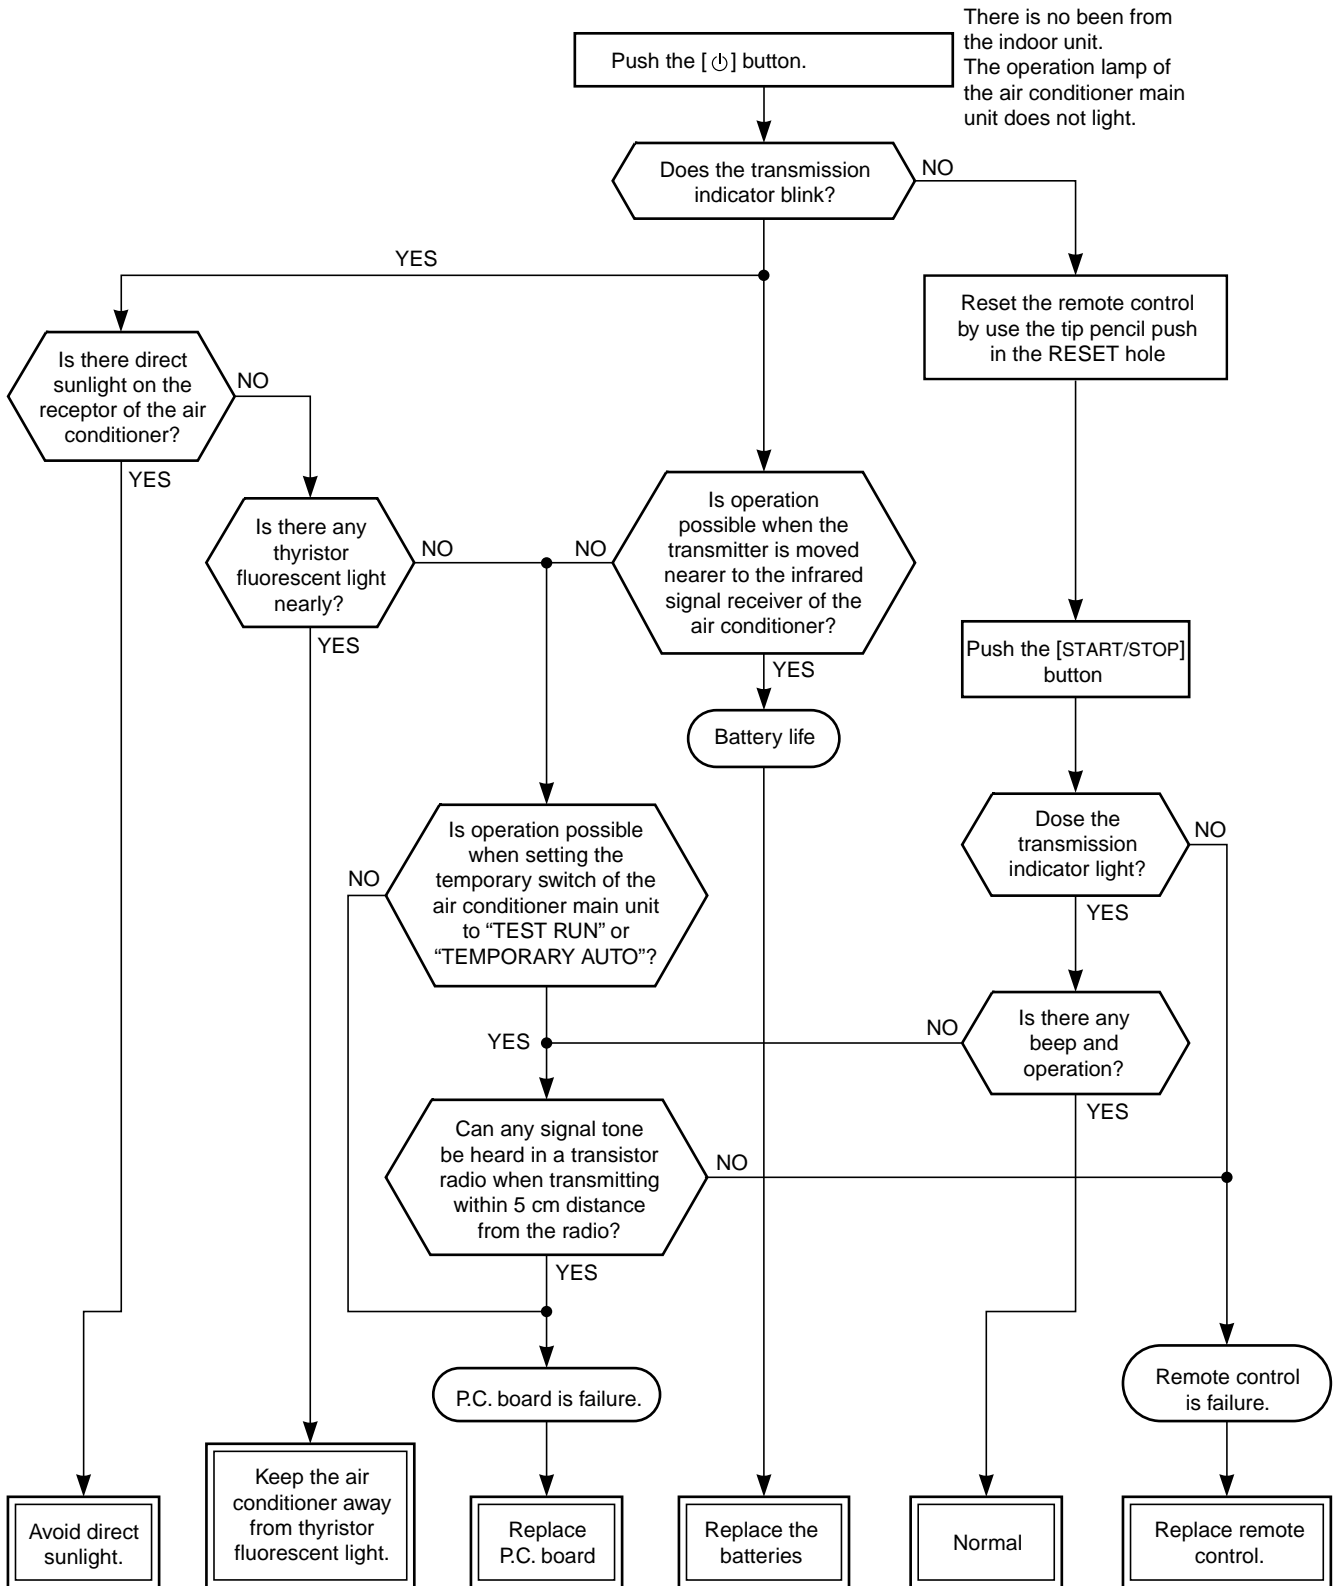 There is no been from
the indoor unit.
The operation lamp of
the air conditioner main
unit does not light.
Push the [ ⏻ ] button.
Does the transmission
indicator blink?
NO
YES
Reset the remote control
by use the tip pencil push
in the RESET hole
Is there direct
sunlight on the
receptor of the air
conditioner?
NO
YES
Is there any
thyristor
fluorescent light
nearly?
NO
YES
Is operation
possible when the
transmitter is moved
nearer to the infrared
signal receiver of the
air conditioner?
NO
YES
Push the [START/STOP]
button
Battery life
Is operation possible
when setting the
temporary switch of the
air conditioner main unit
to “TEST RUN” or
“TEMPORARY AUTO”?
NO
YES
Dose the
transmission
indicator light?
NO
YES
Is there any
beep and
operation?
NO
YES
Can any signal tone
be heard in a transistor
radio when transmitting
within 5 cm distance
from the radio?
NO
YES
P.C. board is failure.
Remote control
is failure.
Avoid direct
sunlight.
Keep the air
conditioner away
from thyristor
fluorescent light.
Replace
P.C. board
Replace the
batteries
Normal
Replace remote
control.